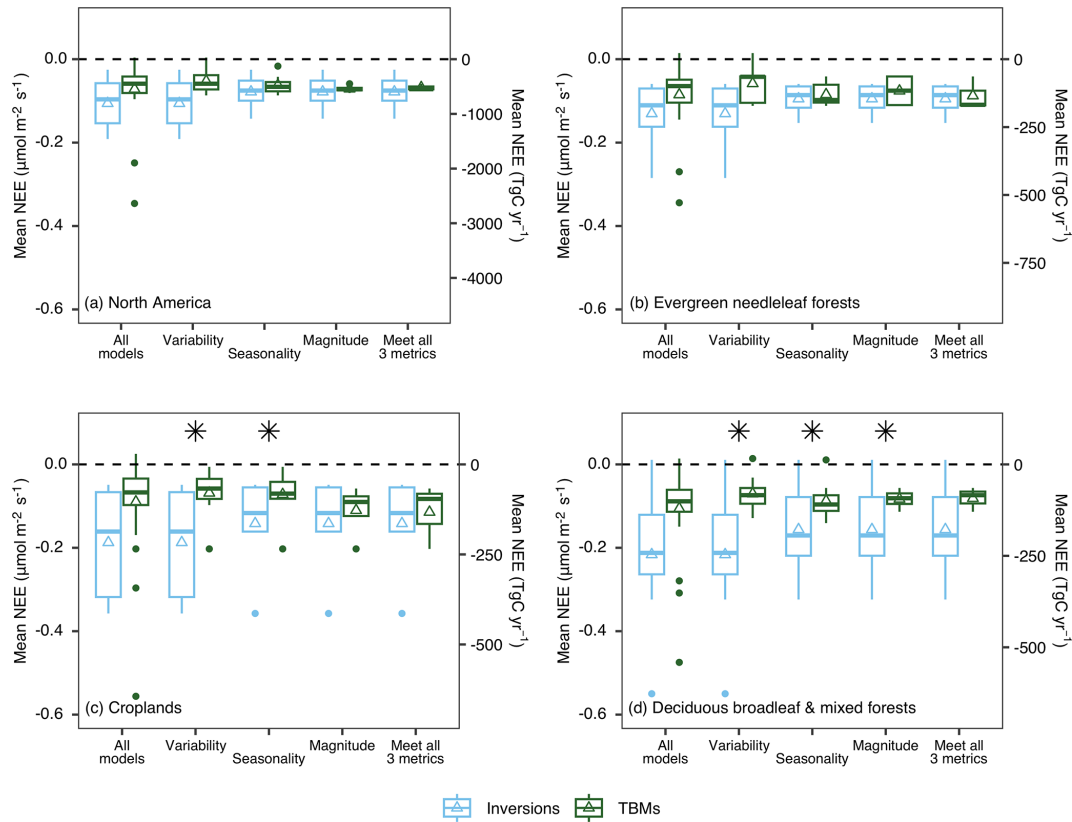 0.0
-0.2
-0.4
-0.6
Mean NEE (μmol m⁻² s⁻¹)
0
-1000
-2000
-3000
-4000
Mean NEE (TgC yr⁻¹)
(a) North America
All models
Variability
Seasonality
Magnitude
Meet all 3 metrics
0.0
-0.2
-0.4
-0.6
Mean NEE (μmol m⁻² s⁻¹)
0
-250
-500
-750
Mean NEE (TgC yr⁻¹)
(b) Evergreen needleleaf forests
All models
Variability
Seasonality
Magnitude
Meet all 3 metrics
0.0
-0.2
-0.4
-0.6
Mean NEE (μmol m⁻² s⁻¹)
0
-250
-500
Mean NEE (TgC yr⁻¹)
(c) Croplands
All models
Variability
Seasonality
Magnitude
Meet all 3 metrics
0.0
-0.2
-0.4
-0.6
Mean NEE (μmol m⁻² s⁻¹)
0
-250
-500
Mean NEE (TgC yr⁻¹)
(d) Deciduous broadleaf & mixed forests
All models
Variability
Seasonality
Magnitude
Meet all 3 metrics
Inversions
TBMs